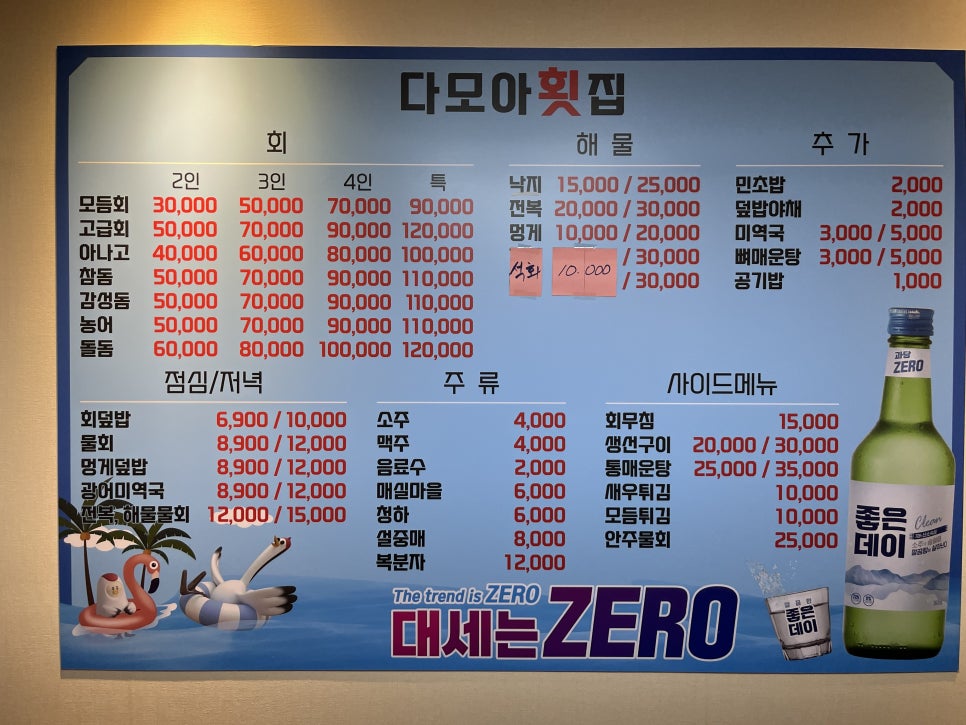 다모아횟집
회
2인 3인 4인 특
모듬회 30,000 50,000 70,000 90,000
고급회 50,000 70,000 90,000 120,000
아나고 40,000 60,000 80,000 100,000
참돔 50,000 70,000 90,000 110,000
감성돔 50,000 70,000 90,000 110,000
농어 50,000 70,000 90,000 110,000
돌돔 60,000 80,000 100,000 120,000
해물
낙지 15,000 / 25,000
전복 20,000 / 30,000
멍게 10,000 / 20,000
석화 10.000 / 30,000
/ 30,000
추가
민초밥 2,000
덮밥야채 2,000
미역국 3,000 / 5,000
뼈매운탕 3,000 / 5,000
공기밥 1,000
점심/저녁
회덮밥 6,900 / 10,000
물회 8,900 / 12,000
멍게덮밥 8,900 / 12,000
광어미역국 8,900 / 12,000
전복, 해물물회 12,000 / 15,000
주류
소주 4,000
맥주 4,000
음료수 2,000
매실마을 6,000
청하 6,000
설중매 8,000
복분자 12,000
사이드메뉴
회무침 15,000
생선구이 20,000 / 30,000
통매운탕 25,000 / 35,000
새우튀김 10,000
모듬튀김 10,000
안주물회 25,000
The trend is ZERO
대세는 ZERO
좋은
데이
과당
ZERO
좋은
데이
Clean